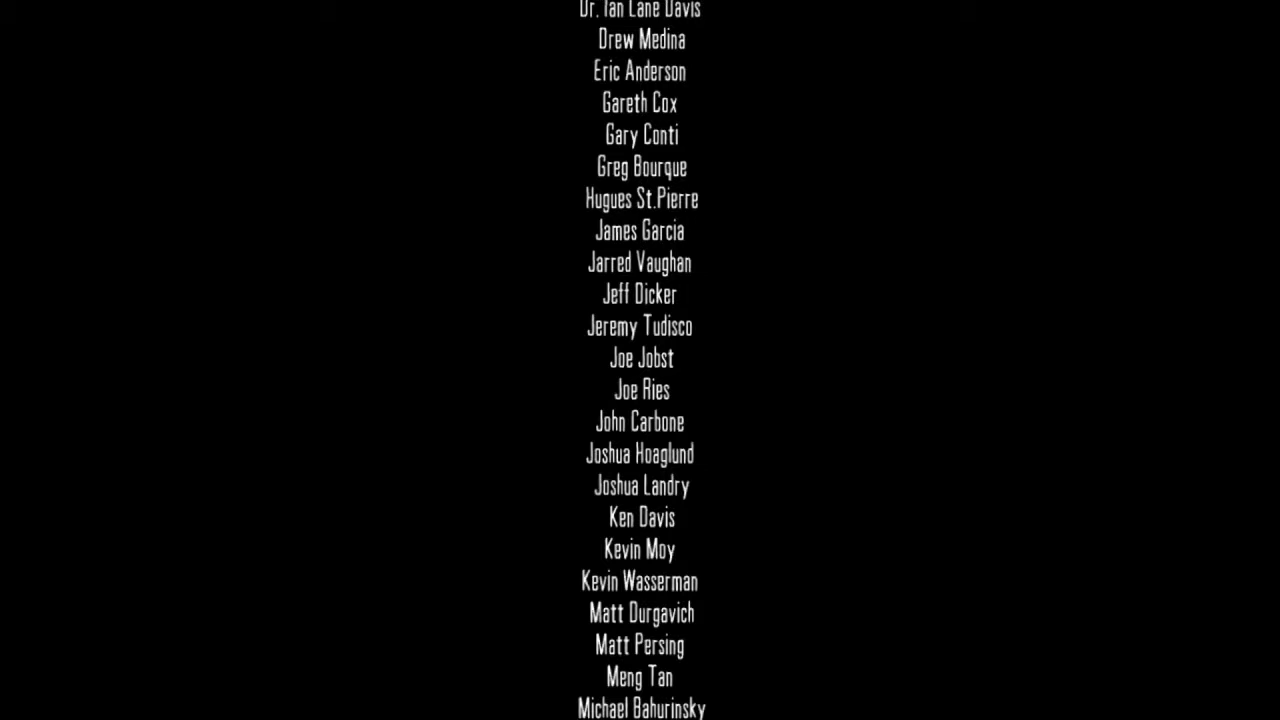 Dr. Ian Lane Davis
Drew Medina
Eric Anderson
Gareth Cox
Gary Conti
Greg Bourque
Hugues St.Pierre
James Garcia
Jarred Vaughan
Jeff Dicker
Jeremy Tudisco
Joe Jobst
Joe Ries
John Carbone
Joshua Hoaglund
Joshua Landry
Ken Davis
Kevin Moy
Kevin Wasserman
Matt Durgavich
Matt Persing
Meng Tan
Michael Bahurinsky